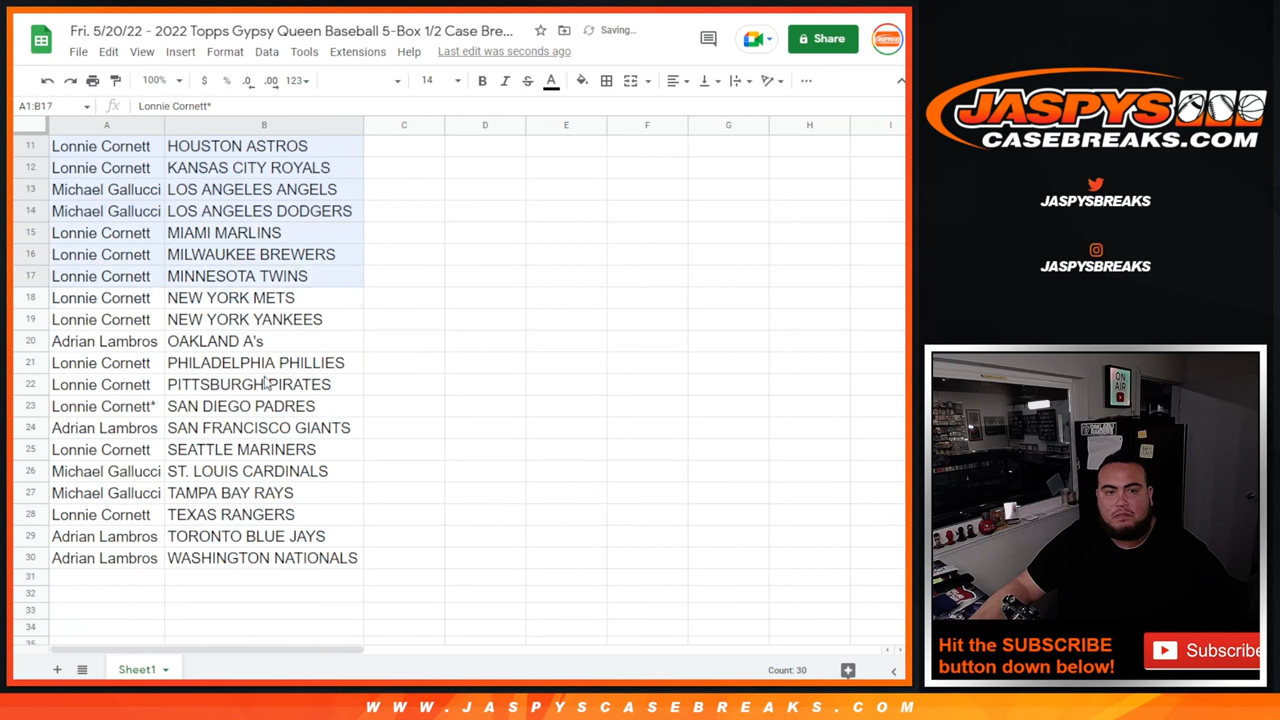 Fri. 5/20/22 - 2022 Topps Gypsy Queen Baseball 5-Box 1/2 Case Bre...
Saving...
Share
File Edit View Insert Format Data Tools Extensions Help Last edit was seconds ago
100% $ % .0 .00 123 14 B I S A
A1:B17 fx Lonnie Cornett*
A B C D E F G H I
11 Lonnie Cornett HOUSTON ASTROS
12 Lonnie Cornett KANSAS CITY ROYALS
13 Michael Gallucci LOS ANGELES ANGELS
14 Michael Gallucci LOS ANGELES DODGERS
15 Lonnie Cornett MIAMI MARLINS
16 Lonnie Cornett MILWAUKEE BREWERS
17 Lonnie Cornett MINNESOTA TWINS
18 Lonnie Cornett NEW YORK METS
19 Lonnie Cornett NEW YORK YANKEES
20 Adrian Lambros OAKLAND A's
21 Lonnie Cornett PHILADELPHIA PHILLIES
22 Lonnie Cornett PITTSBURGH PIRATES
23 Lonnie Cornett* SAN DIEGO PADRES
24 Adrian Lambros SAN FRANCISCO GIANTS
25 Lonnie Cornett SEATTLE MARINERS
26 Michael Gallucci ST. LOUIS CARDINALS
27 Michael Gallucci TAMPA BAY RAYS
28 Lonnie Cornett TEXAS RANGERS
29 Adrian Lambros TORONTO BLUE JAYS
30 Adrian Lambros WASHINGTON NATIONALS
31
32
33
34
35
Sheet1
Count: 30
JASPYS
CASEBREAKS.COM
JASPYSBREAKS
JASPYSBREAKS
ON
AIR
Hit the SUBSCRIBE
button down below!
Subscribe
WWW.JASPYSCASEBREAKS.COM